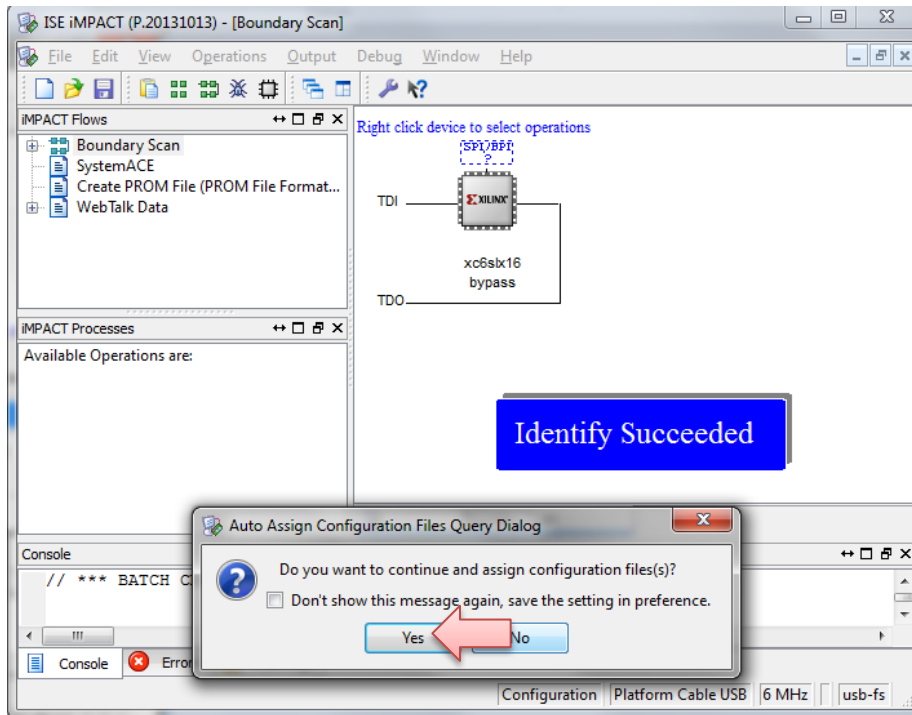 ISE iMPACT (P.20131013) - [Boundary Scan]
File Edit View Operations Output Debug Window Help
iMPACT Flows
Boundary Scan
SystemACE
Create PROM File (PROM File Format...
WebTalk Data
Right click device to select operations
SPI/BPI
?
TDI
XILINX
xc6slx16
bypass
TDO
iMPACT Processes
Available Operations are:
Identify Succeeded
Auto Assign Configuration Files Query Dialog
Do you want to continue and assign configuration files(s)?
Don't show this message again, save the setting in preference.
Yes No
Console
// *** BATCH C
Console Error
Configuration Platform Cable USB 6 MHz usb-fs